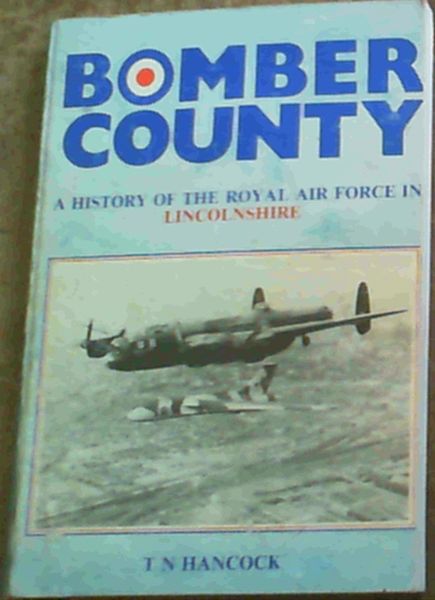 BOMBER
COUNTY
A HISTORY OF THE ROYAL AIR FORCE IN
LINCOLNSHIRE
T N HANCOCK